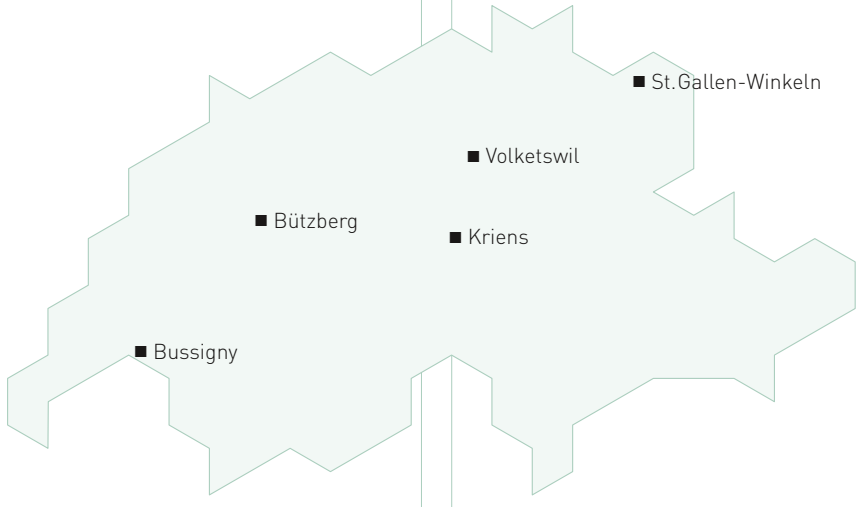 St.Gallen-Winkeln
Volketswil
Bützberg
Kriens
Bussigny